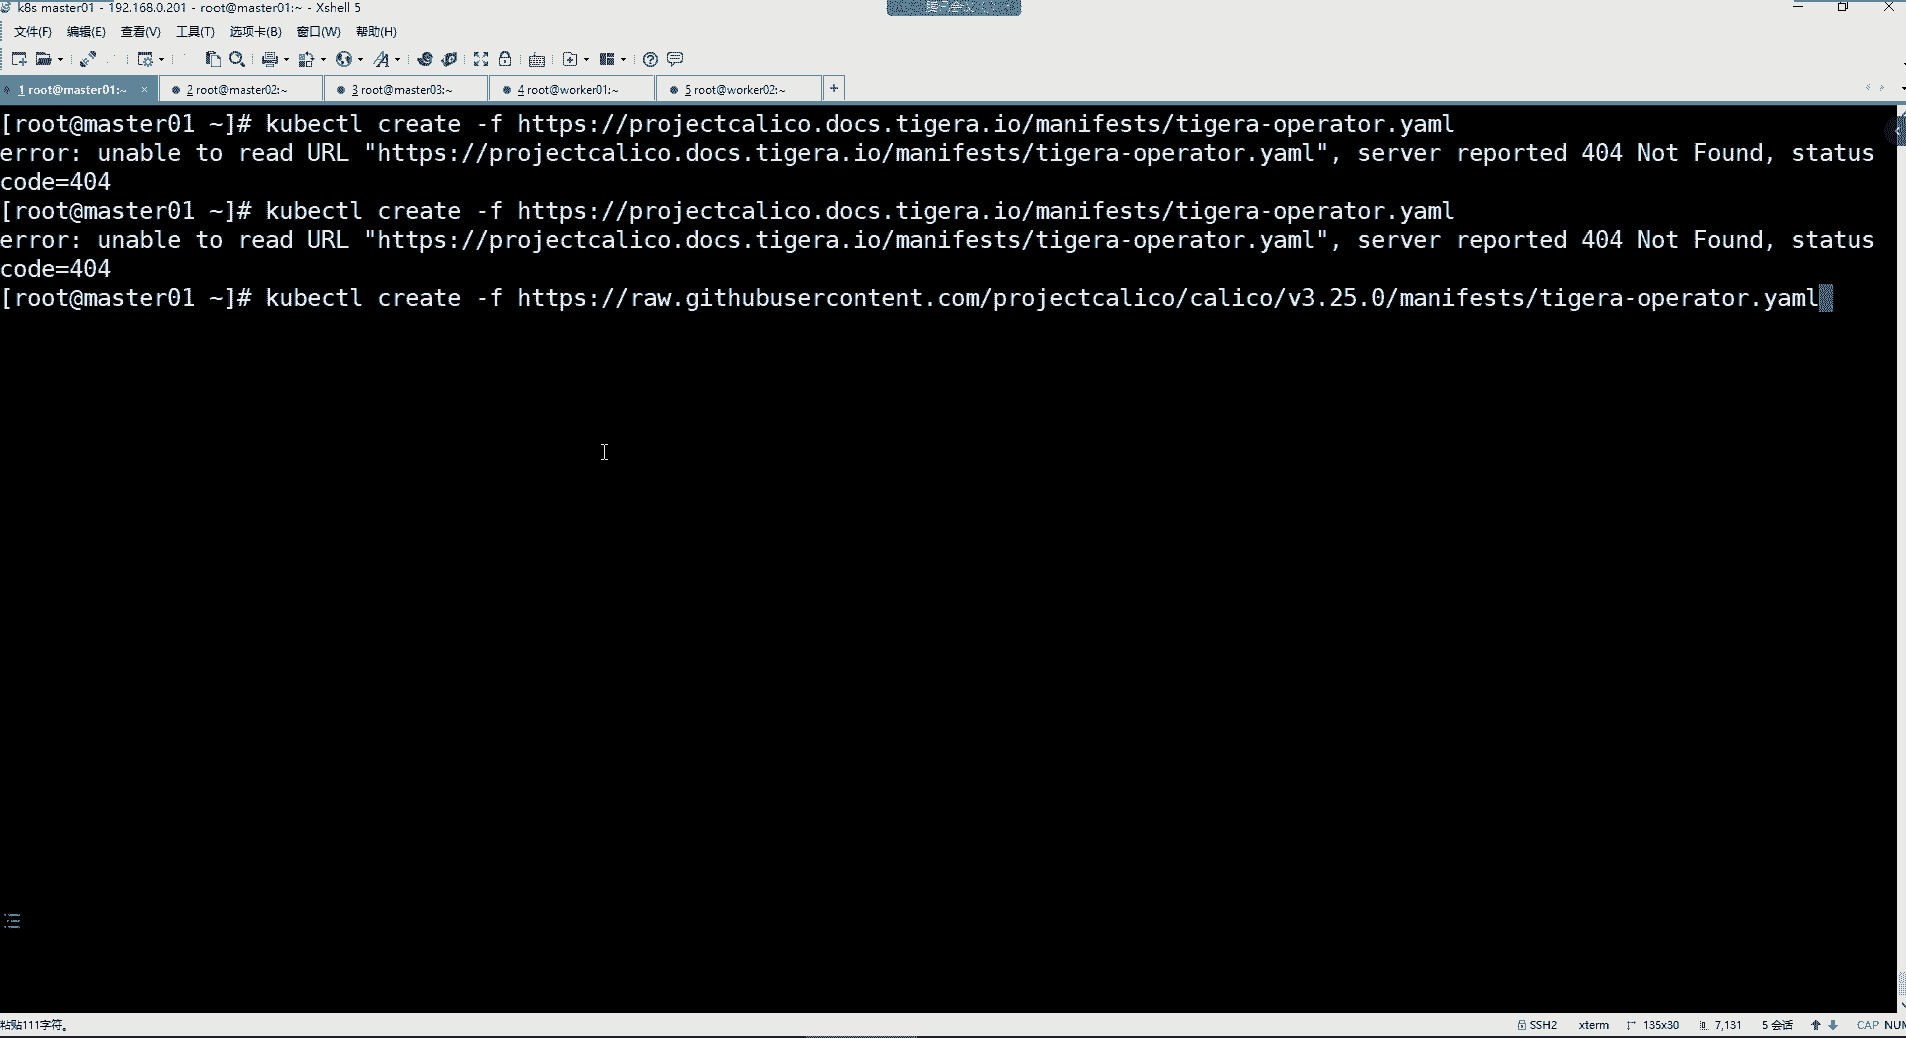 k8s master01 - 192.168.0.201 - root@master01:~ - Xshell 5
文件(F) 编辑(E) 查看(V) 工具(T) 选项卡(B) 窗口(W) 帮助(H)
1 root@master01:~ × 2 root@master02:~ 3 root@master03:~ 4 root@worker01:~ 5 root@worker02:~ +
[root@master01 ~]# kubectl create -f https://projectcalico.docs.tigera.io/manifests/tigera-operator.yaml
error: unable to read URL "https://projectcalico.docs.tigera.io/manifests/tigera-operator.yaml", server reported 404 Not Found, status
code=404
[root@master01 ~]# kubectl create -f https://projectcalico.docs.tigera.io/manifests/tigera-operator.yaml
error: unable to read URL "https://projectcalico.docs.tigera.io/manifests/tigera-operator.yaml", server reported 404 Not Found, status
code=404
[root@master01 ~]# kubectl create -f https://raw.githubusercontent.com/projectcalico/calico/v3.25.0/manifests/tigera-operator.yaml
粘贴111字符。 SSH2 xterm 135x30 7,131 5 会话 CAP NUM